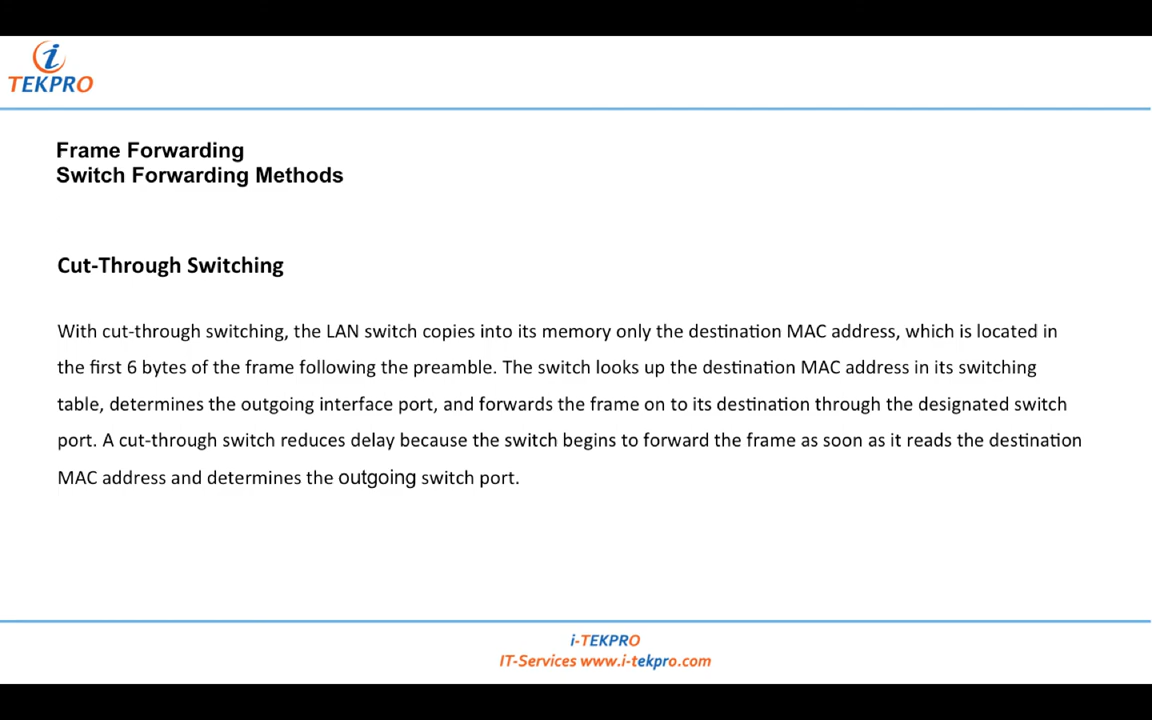 i
TEKPRO
Frame Forwarding
Switch Forwarding Methods
Cut-Through Switching
With cut-through switching, the LAN switch copies into its memory only the destination MAC address, which is located in
the first 6 bytes of the frame following the preamble. The switch looks up the destination MAC address in its switching
table, determines the outgoing interface port, and forwards the frame on to its destination through the designated switch
port. A cut-through switch reduces delay because the switch begins to forward the frame as soon as it reads the destination
MAC address and determines the outgoing switch port.
i-TEKPRO
IT-Services www.i-tekpro.com